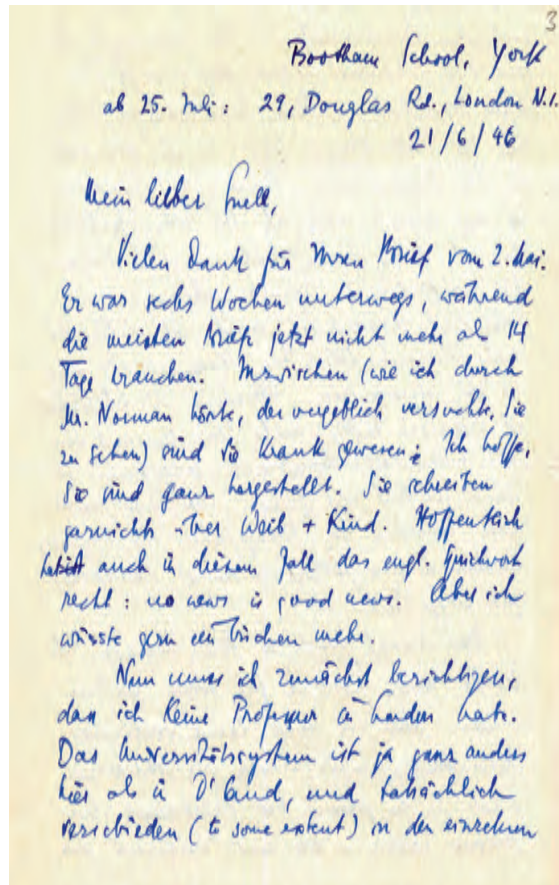 3
Bootham School, York
ab 25. Juli: 29, Douglas Rd., London N.1.
21/6/46
Mein lieber Snell,
Vielen Dank für Ihren Brief vom 2. Mai.
Er war sechs Wochen unterwegs, während
die meisten Briefe jetzt nicht mehr als 14
Tage brauchen. Inzwischen (wie ich durch
Mr. Norman hörte, der vergeblich versuchte, Sie
zu sehen) sind Sie krank gewesen; Ich hoffe,
Sie sind ganz hergestellt. Sie schreiben
garnichts über Weib + Kind. Hoffentlich
auch in diesem Fall das engl. Sprichwort
recht: no news is good news. Aber ich
wüsste gern ein bischen mehr.
Nun muss ich zunächst berichtigen,
dass ich keine Professur in London habe.
Das Universitätssystem ist ja ganz anders
hier als in D'land, und tatsächlich
verschieden (to some extent) in den einzelnen